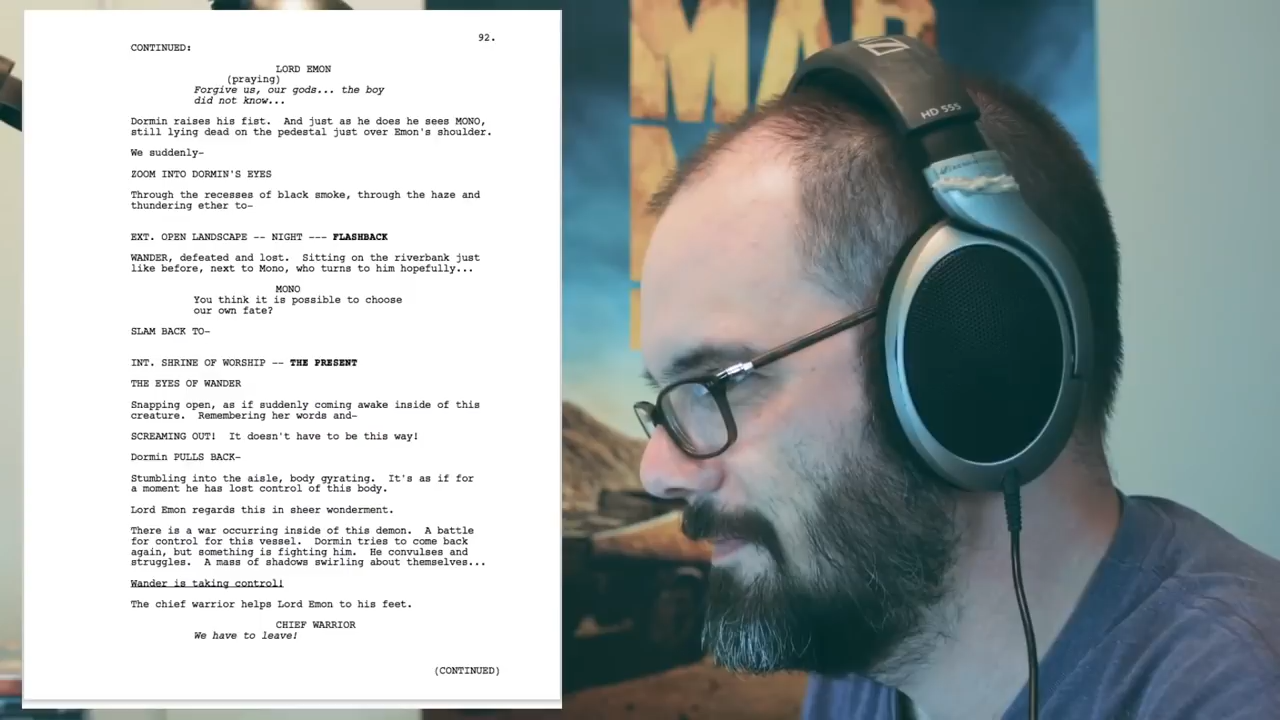 92.
CONTINUED:
LORD EMON
(praying)
Forgive us, our gods... the boy
did not know...
Dormin raises his fist.  And just as he does he sees MONO,
still lying dead on the pedestal just over Emon's shoulder.
We suddenly-
ZOOM INTO DORMIN'S EYES
Through the recesses of black smoke, through the haze and
thundering ether to-
EXT. OPEN LANDSCAPE -- NIGHT --- FLASHBACK
WANDER, defeated and lost.  Sitting on the riverbank just
like before, next to Mono, who turns to him hopefully...
MONO
You think it is possible to choose
our own fate?
SLAM BACK TO-
INT. SHRINE OF WORSHIP -- THE PRESENT
THE EYES OF WANDER
Snapping open, as if suddenly coming awake inside of this
creature.  Remembering her words and-
SCREAMING OUT!  It doesn't have to be this way!
Dormin PULLS BACK-
Stumbling into the aisle, body gyrating.  It's as if for
a moment he has lost control of this body.
Lord Emon regards this in sheer wonderment.
There is a war occurring inside of this demon.  A battle
for control for this vessel.  Dormin tries to come back
again, but something is fighting him.  He convulses and
struggles.  A mass of shadows swirling about themselves...
Wander is taking control!
The chief warrior helps Lord Emon to his feet.
CHIEF WARRIOR
We have to leave!
(CONTINUED)
MAD
HD 555